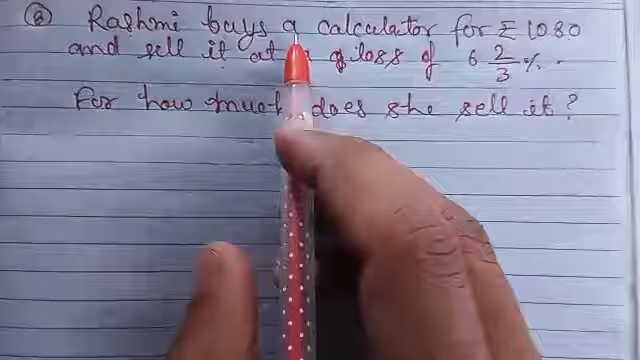 (8) Rashmi buys a calculator for ₹ 1080
and sell it at loss of 6 2/3 % .
For how much does she sell it ?